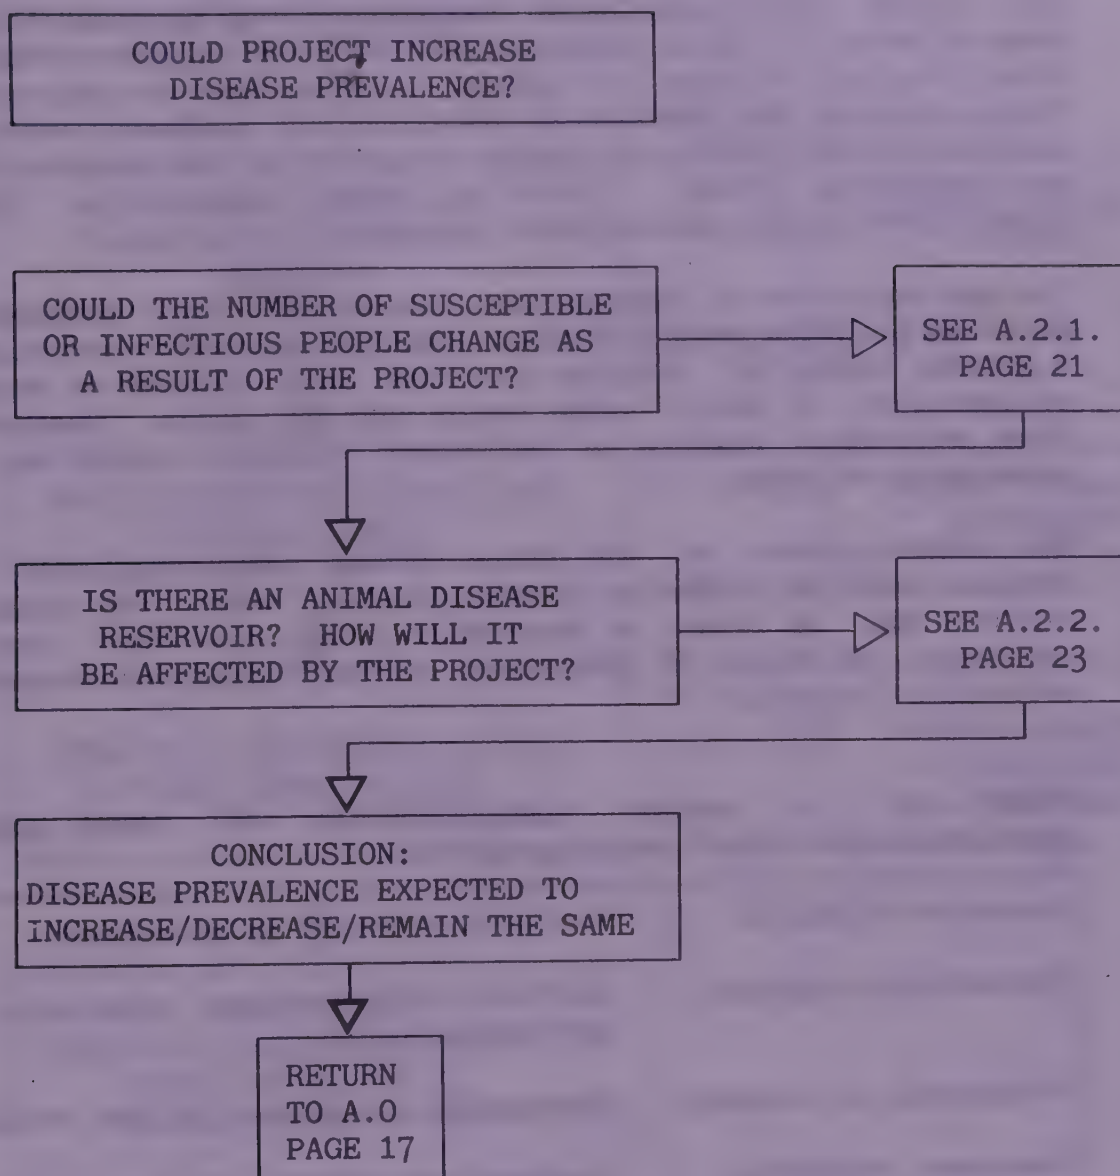 COULD PROJECT INCREASE
DISEASE PREVALENCE?
COULD THE NUMBER OF SUSCEPTIBLE
OR INFECTIOUS PEOPLE CHANGE AS
A RESULT OF THE PROJECT?
SEE A.2.1.
PAGE 21
IS THERE AN ANIMAL DISEASE
RESERVOIR? HOW WILL IT
BE AFFECTED BY THE PROJECT?
SEE A.2.2.
PAGE 23
CONCLUSION:
DISEASE PREVALENCE EXPECTED TO
INCREASE/DECREASE/REMAIN THE SAME
RETURN
TO A.O
PAGE 17